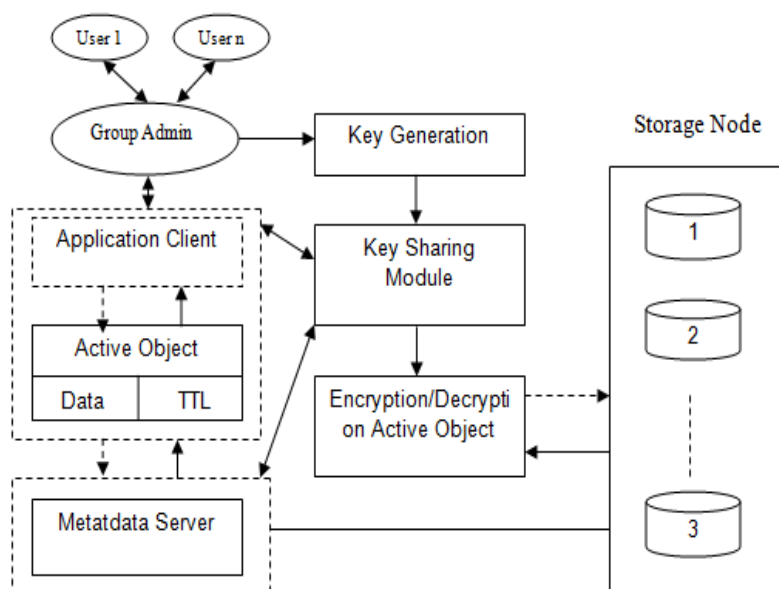 User 1
User n
Group Admin
Key Generation
Storage Node
Application Client
Key Sharing
Module
1
2
Active Object
Data
TTL
Encryption/Decrypti
on Active Object
Metatdata Server
3